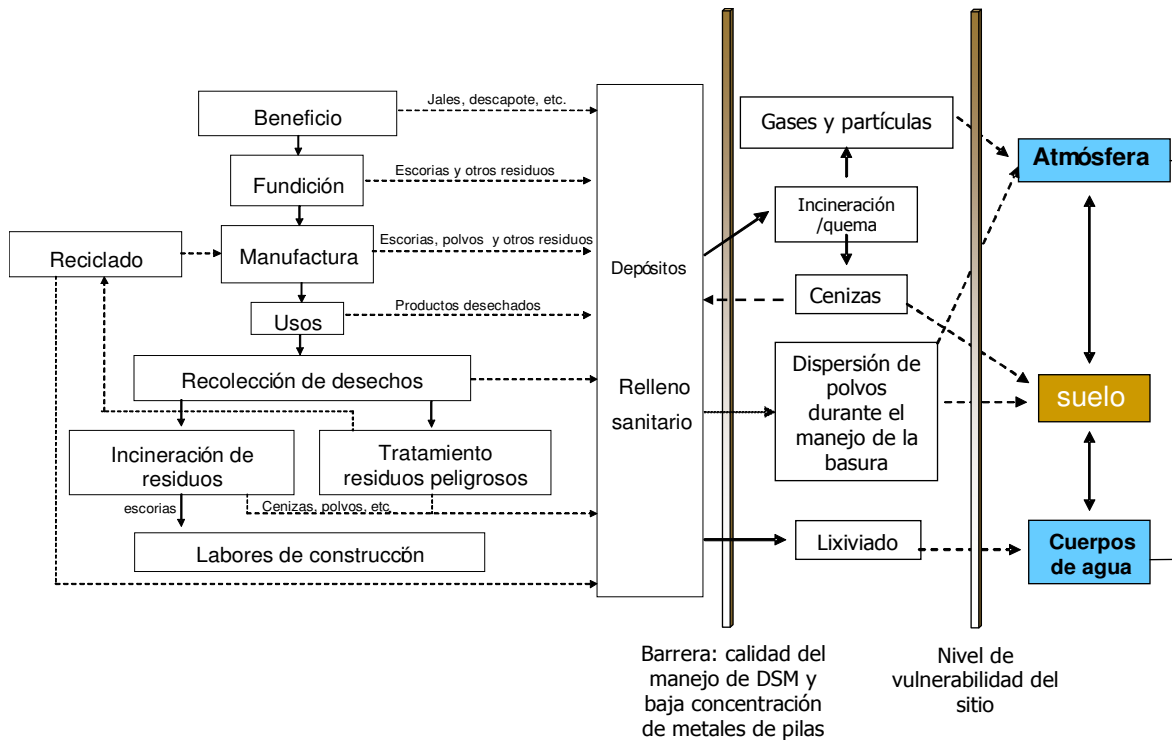 Beneficio
Jales, descapote, etc.
Fundición
Escorias y otros residuos
Reciclado
Manufactura
Escorias, polvos y otros residuos
Usos
Productos desechados
Recolección de desechos
Incineración de
residuos
Tratamiento
residuos peligrosos
escorias
Cenizas, polvos, etc
Labores de construcción
Depósitos
Relleno
sanitario
Gases y partículas
Incineración
/quema
Cenizas
Dispersión de
polvos
durante el
manejo de la
basura
Lixiviado
Atmósfera
suelo
Cuerpos
de agua
Barrera: calidad del
manejo de DSM y
baja concentración
de metales de pilas
Nivel de
vulnerabilidad del
sitio